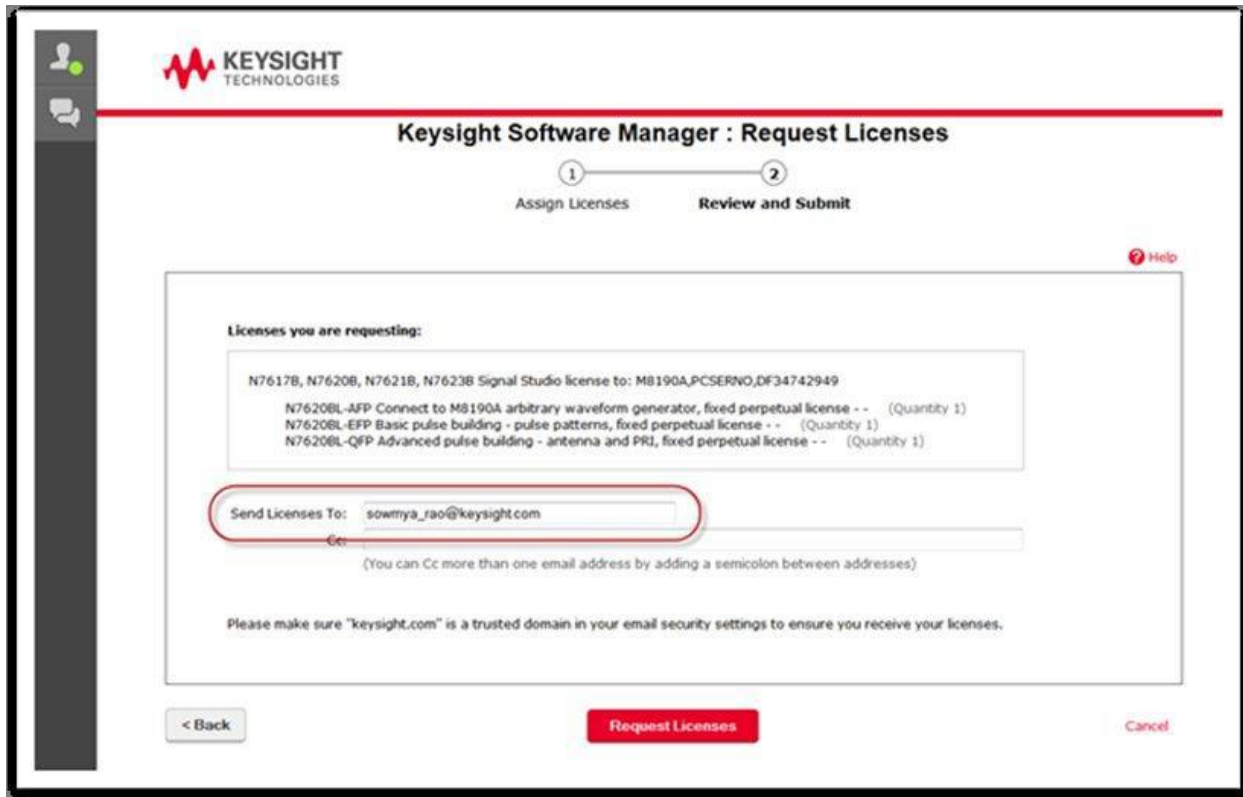 KEYSIGHT
TECHNOLOGIES
Keysight Software Manager : Request Licenses
1
2
Assign Licenses
Review and Submit
? Help
Licenses you are requesting:
N7617B, N7620B, N7621B, N7623B Signal Studio license to: M8190A,PCSERNO,DF34742949
N7620BL-AFP Connect to M8190A arbitrary waveform generator, fixed perpetual license - - (Quantity 1)
N7620BL-EFP Basic pulse building - pulse patterns, fixed perpetual license - - (Quantity 1)
N7620BL-QFP Advanced pulse building - antenna and PRI, fixed perpetual license - - (Quantity 1)
Send Licenses To: sowmya_rao@keysight.com
Cc:
(You can Cc more than one email address by adding a semicolon between addresses)
Please make sure "keysight.com" is a trusted domain in your email security settings to ensure you receive your licenses.
< Back
Request Licenses
Cancel